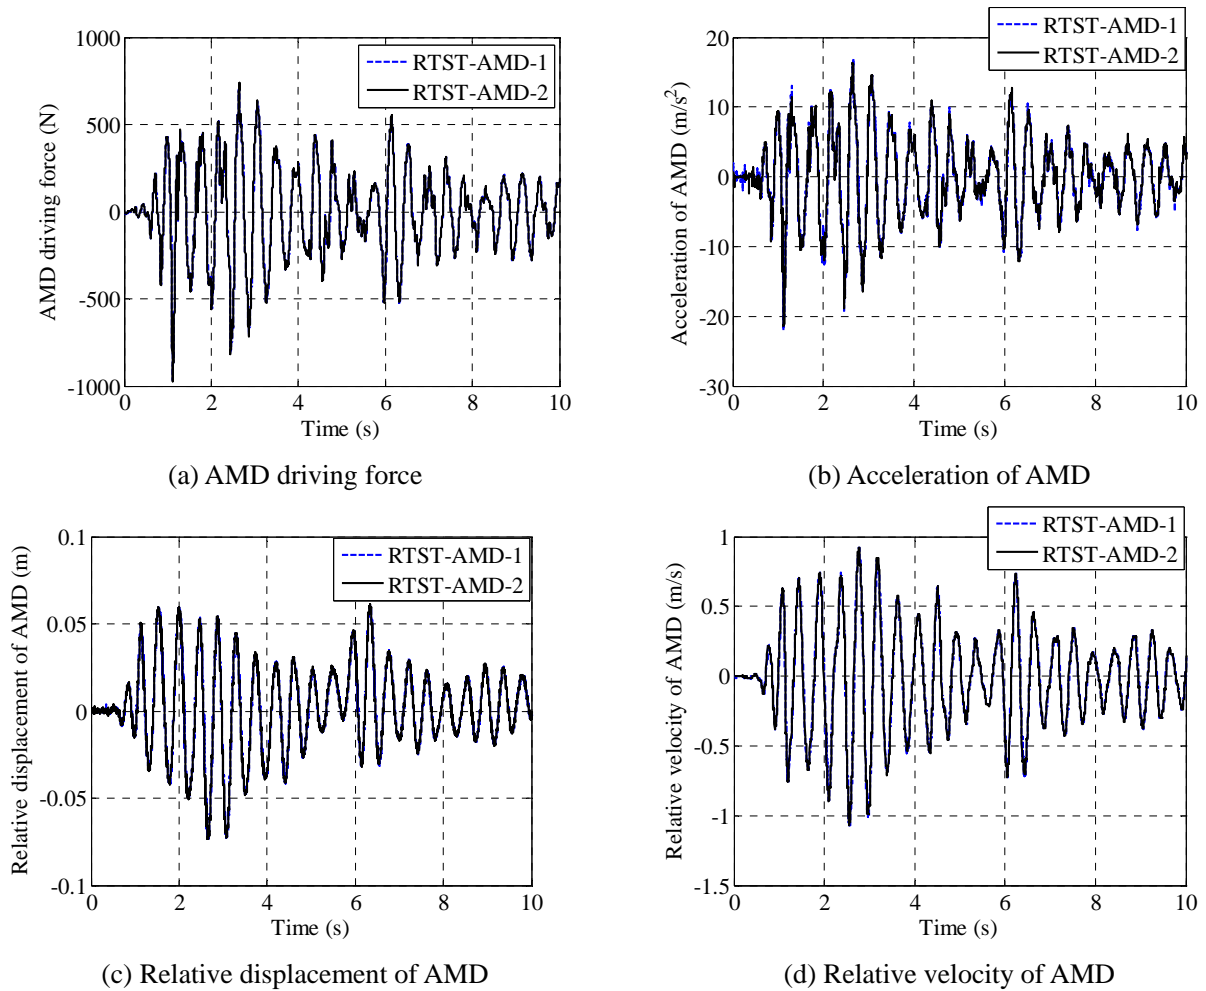 1000
RTST-AMD-1
RTST-AMD-2
500
0
-500
-1000
AMD driving force (N)
0 2 4 6 8 10
Time (s)
(a) AMD driving force
20
RTST-AMD-1
RTST-AMD-2
10
0
-10
-20
-30
Acceleration of AMD (m/s²)
0 2 4 6 8 10
Time (s)
(b) Acceleration of AMD
0.1
RTST-AMD-1
RTST-AMD-2
0.05
0
-0.05
-0.1
Relative displacement of AMD (m)
0 2 4 6 8 10
Time (s)
(c) Relative displacement of AMD
1
RTST-AMD-1
RTST-AMD-2
0.5
0
-0.5
-1
-1.5
Relative velocity of AMD (m/s)
0 2 4 6 8 10
Time (s)
(d) Relative velocity of AMD